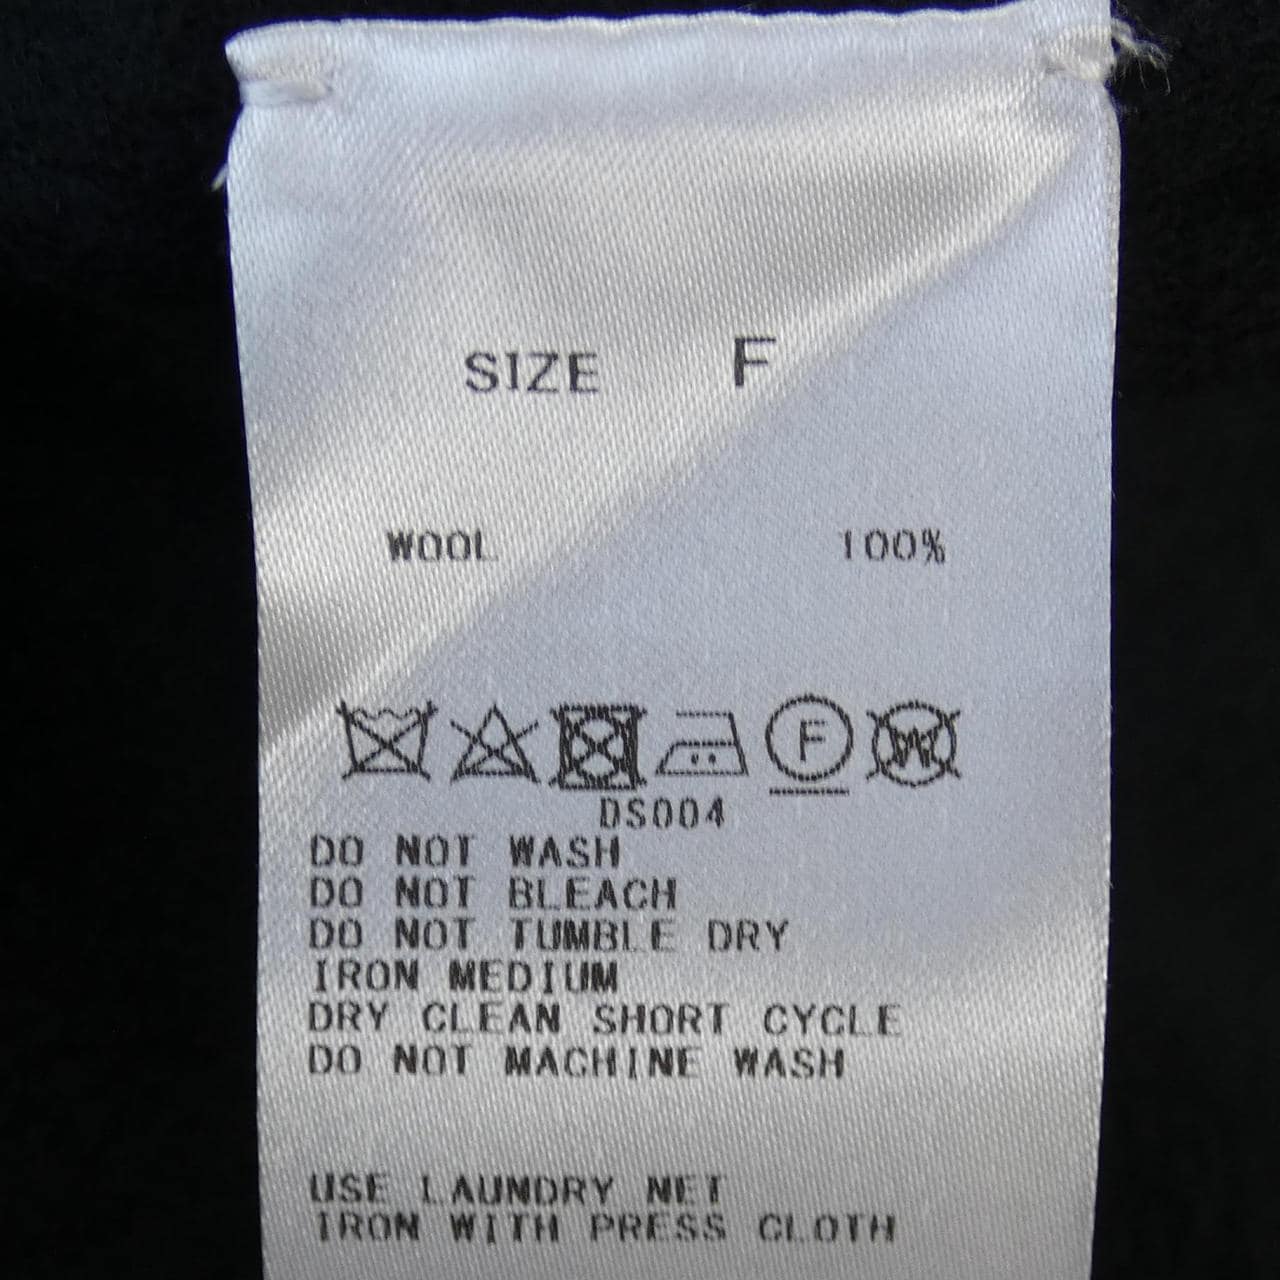 SIZE F
WOOL 100%
F W
DS004
DO NOT WASH
DO NOT BLEACH
DO NOT TUMBLE DRY
IRON MEDIUM
DRY CLEAN SHORT CYCLE
DO NOT MACHINE WASH
USE LAUNDRY NET
IRON WITH PRESS CLOTH